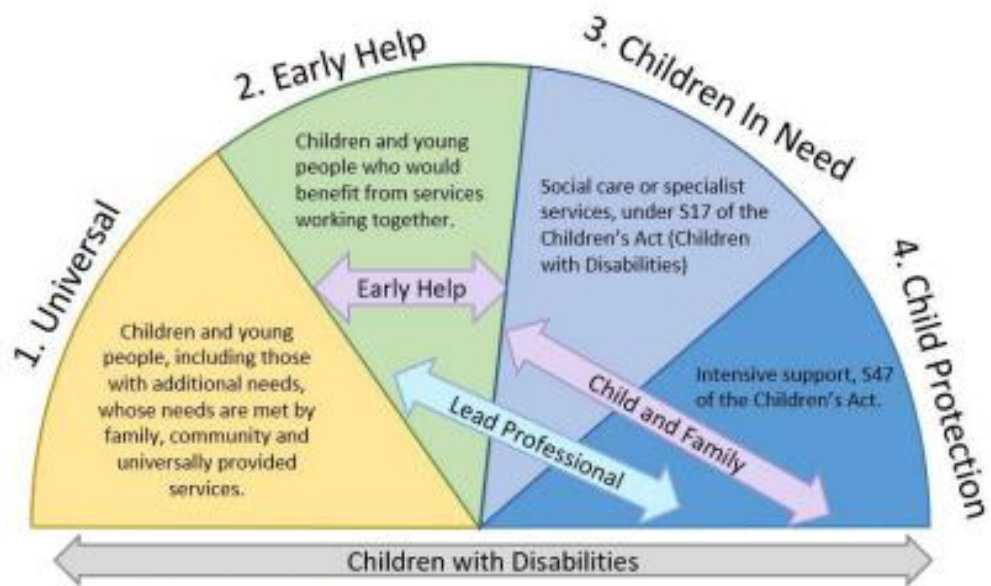 1. Universal
2. Early Help
3. Children In Need
4. Child Protection
Children and young
people, including those
with additional needs,
whose needs are met by
family, community and
universally provided
services.
Children and young
people who would
benefit from services
working together.
Early Help
Social care or specialist
services, under S17 of the
Children's Act (Children
with Disabilities)
Intensive support, S47
of the Children's Act.
Lead Professional
Child and Family
Children with Disabilities